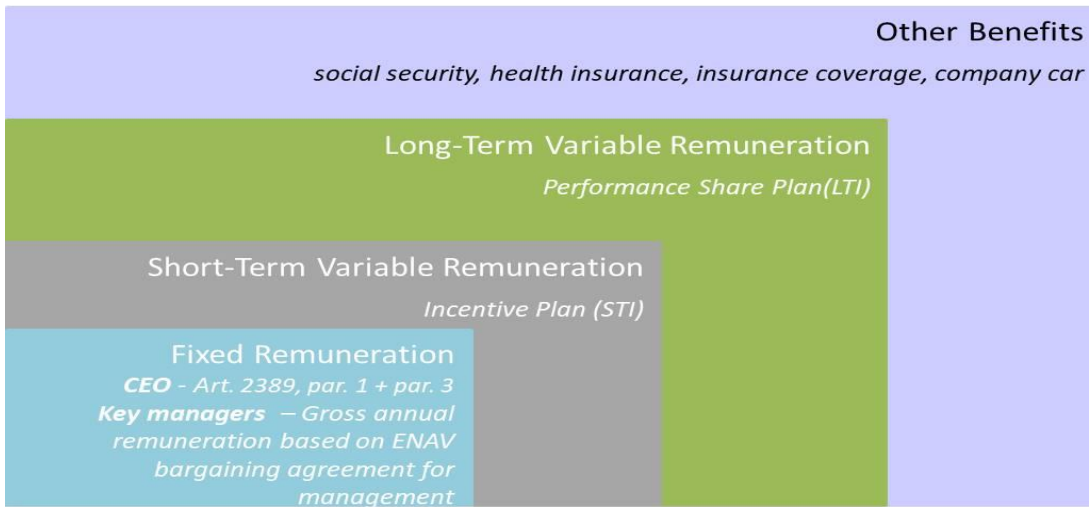 Other Benefits
social security, health insurance, insurance coverage, company car
Long-Term Variable Remuneration
Performance Share Plan(LTI)
Short-Term Variable Remuneration
Incentive Plan (STI)
Fixed Remuneration
CEO - Art. 2389, par. 1 + par. 3
Key managers – Gross annual
remuneration based on ENAV
bargaining agreement for
management